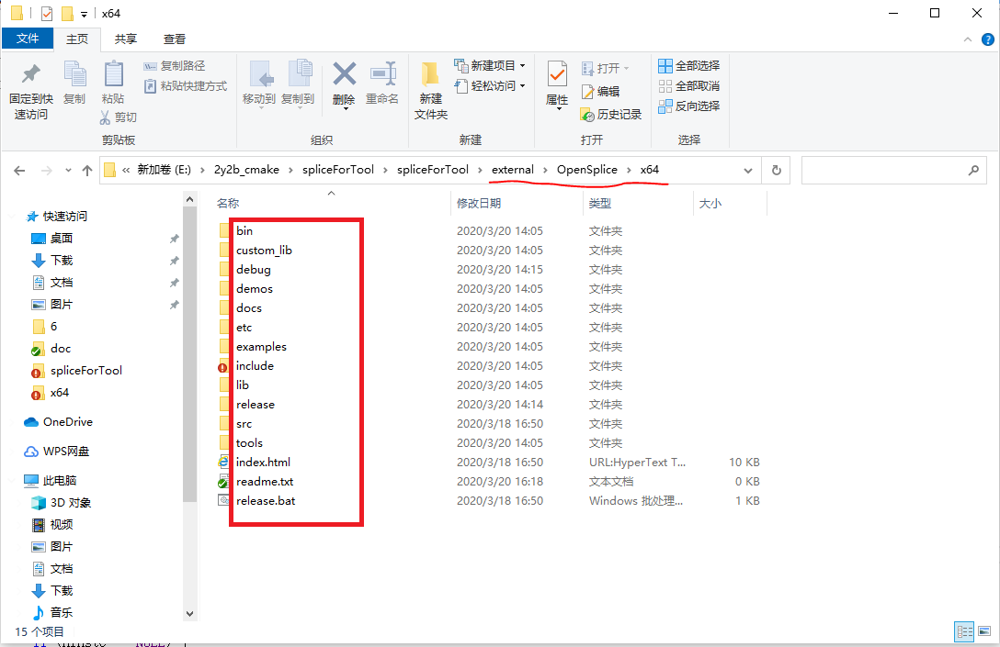 x64
文件 主页 共享 查看
固定到快速访问
复制
粘贴
复制路径
粘贴快捷方式
剪切
剪贴板
移动到
复制到
删除
重命名
组织
新建文件夹
新建项目
轻松访问
新建
属性
打开
编辑
历史记录
打开
全部选择
全部取消
反向选择
选择
« 新加卷 (E:) › 2y2b_cmake › spliceForTool › spliceForTool › external › OpenSplice › x64
快速访问
桌面
下载
文档
图片
6
doc
spliceForTool
x64
OneDrive
WPS网盘
此电脑
3D 对象
视频
图片
文档
下载
音乐
名称 修改日期 类型 大小
bin 2020/3/20 14:05 文件夹
custom_lib 2020/3/20 14:05 文件夹
debug 2020/3/20 14:15 文件夹
demos 2020/3/20 14:05 文件夹
docs 2020/3/20 14:05 文件夹
etc 2020/3/20 14:05 文件夹
examples 2020/3/20 14:05 文件夹
include 2020/3/20 14:05 文件夹
lib 2020/3/20 14:05 文件夹
release 2020/3/20 14:14 文件夹
src 2020/3/18 16:50 文件夹
tools 2020/3/20 14:05 文件夹
index.html 2020/3/18 16:50 URL:HyperText T... 10 KB
readme.txt 2020/3/20 16:18 文本文档 0 KB
release.bat 2020/3/18 16:50 Windows 批处理... 1 KB
15 个项目